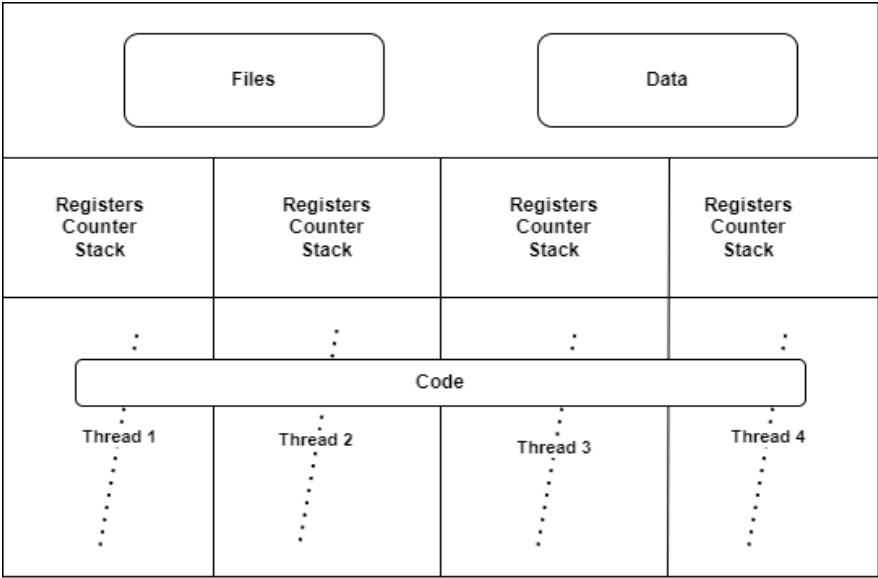 Files
Data
Registers
Counter
Stack
Registers
Counter
Stack
Registers
Counter
Stack
Registers
Counter
Stack
Code
Thread 1
Thread 2
Thread 3
Thread 4